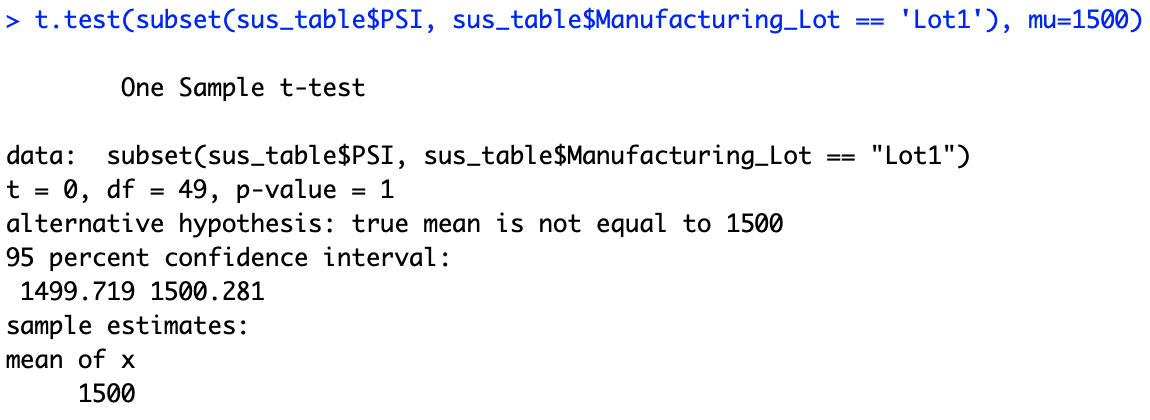 > t.test(subset(sus_table$PSI, sus_table$Manufacturing_Lot == 'Lot1'), mu=1500)
One Sample t-test
data:  subset(sus_table$PSI, sus_table$Manufacturing_Lot == "Lot1")
t = 0, df = 49, p-value = 1
alternative hypothesis: true mean is not equal to 1500
95 percent confidence interval:
1499.719 1500.281
sample estimates:
mean of x
1500